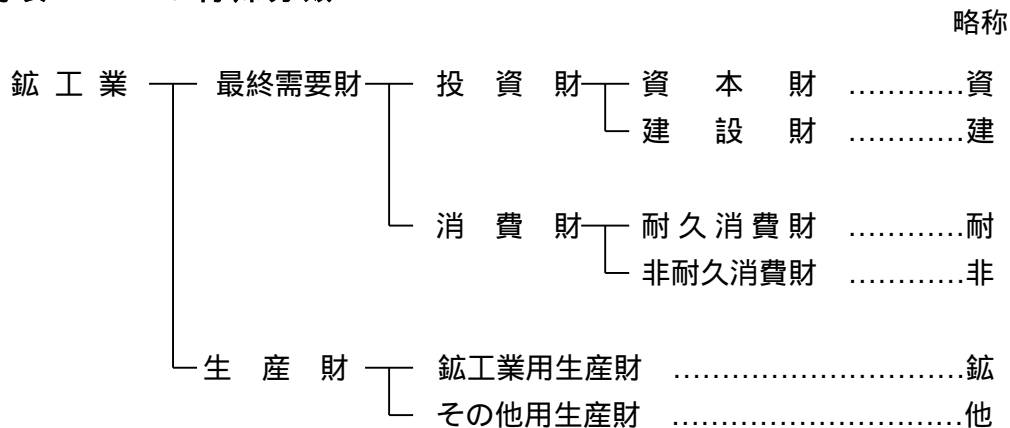 略称
鉱工業 最終需要財 投資財 資本財 …………資
建設財 …………建
消費財 耐久消費財 …………耐
非耐久消費財 …………非
生産財 鉱工業用生産財 ………………………鉱
その他用生産財 ………………………他